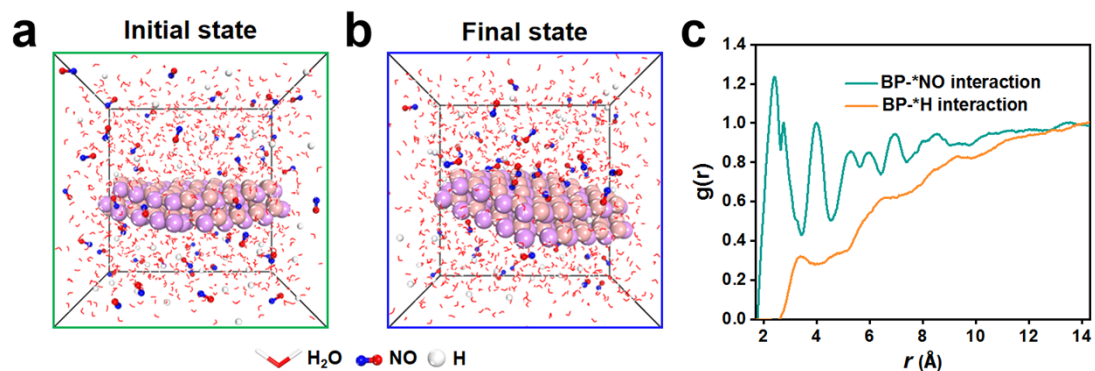 a Initial state
b Final state
c
1.4
1.2
1.0
0.8
0.6
0.4
0.2
0.0
g(r)
BP-*NO interaction
BP-*H interaction
2 4 6 8 10 12 14
r (Å)
H₂O NO H